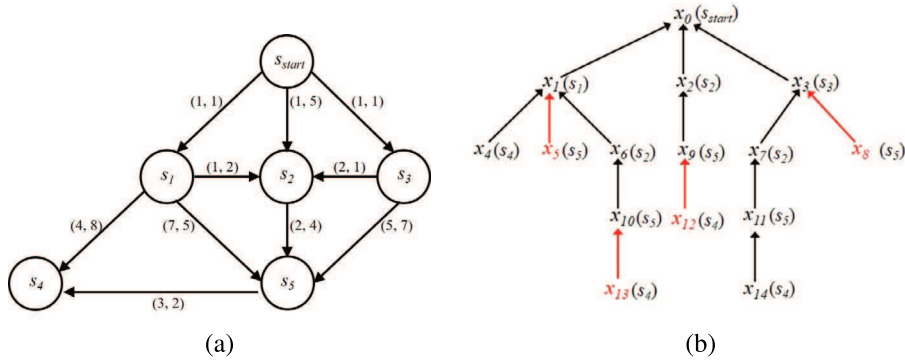 s_start
(1, 1) (1, 5) (1, 1)
s_1 (1, 2) s_2 (2, 1) s_3
(4, 8) (7, 5) (2, 4) (5, 7)
s_4 s_5
(3, 2)
(a)
x_0 (s_start)
x_1(s_1) x_2(s_2) x_3(s_3)
x_4(s_4) x_5(s_5) x_6(s_2) x_9(s_5) x_7(s_2) x_8 (s_5)
x_10(s_5) x_12(s_4) x_11(s_5)
x_13(s_4) x_14(s_4)
(b)